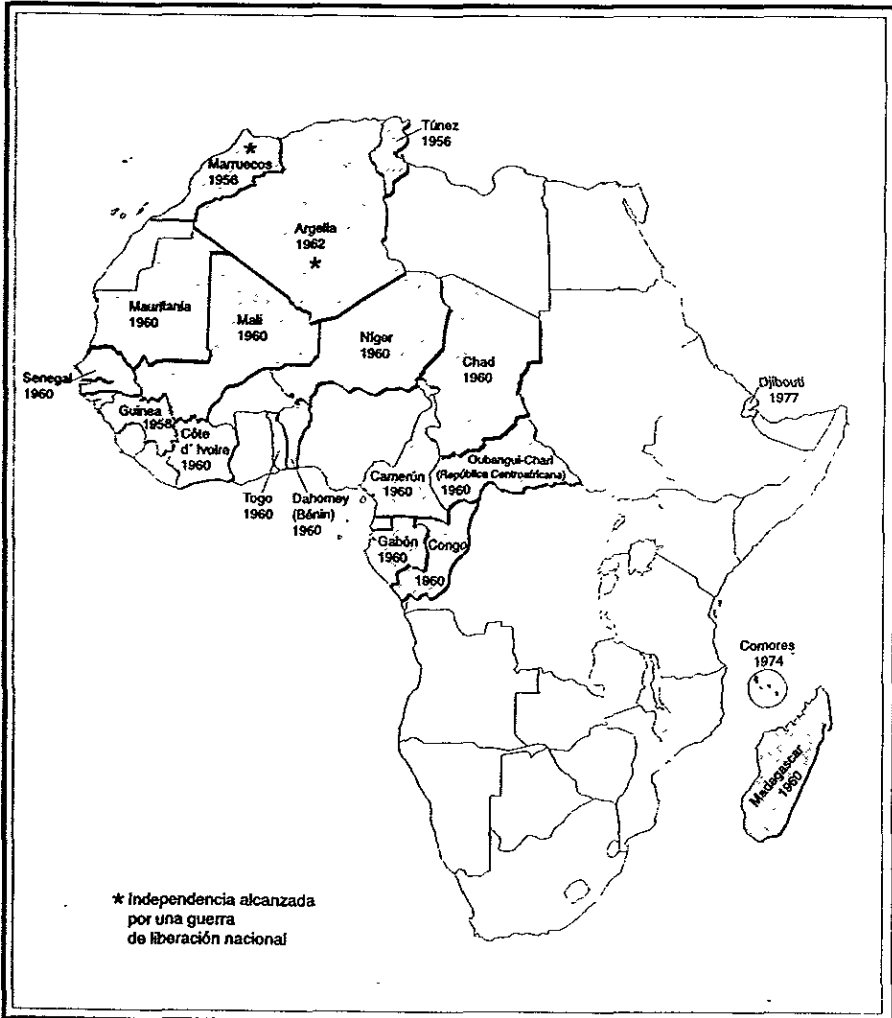 Túnez
1956
Marruecos
1956
Argelia
1962
Mauritania
1960
Mali
1960
Níger
1960
Chad
1960
Senegal
1960
Djibouti
1977
Guinea
1958
Côte
d' Ivoire
1960
Oubangui-Chari
(República Centroafricana)
1960
Camerún
1960
Togo
1960
Dahomey
(Bénin)
1960
Gabón
1960
Congo
1960
Comores
1974
Madagascar
1960
* Independencia alcanzada
por una guerra
de liberación nacional